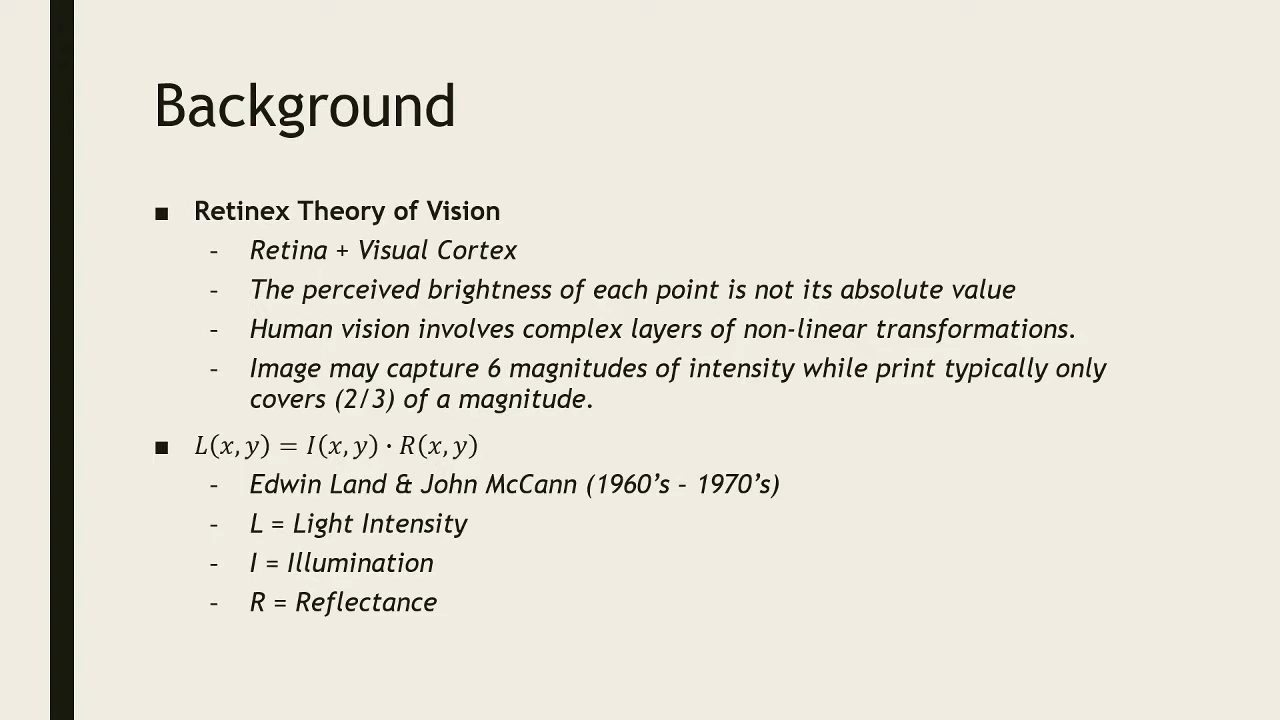 Background
■ Retinex Theory of Vision
- Retina + Visual Cortex
- The perceived brightness of each point is not its absolute value
- Human vision involves complex layers of non-linear transformations.
- Image may capture 6 magnitudes of intensity while print typically only
covers (2/3) of a magnitude.
■ L(x, y) = I(x, y) · R(x, y)
- Edwin Land & John McCann (1960’s – 1970’s)
- L = Light Intensity
- I = Illumination
- R = Reflectance